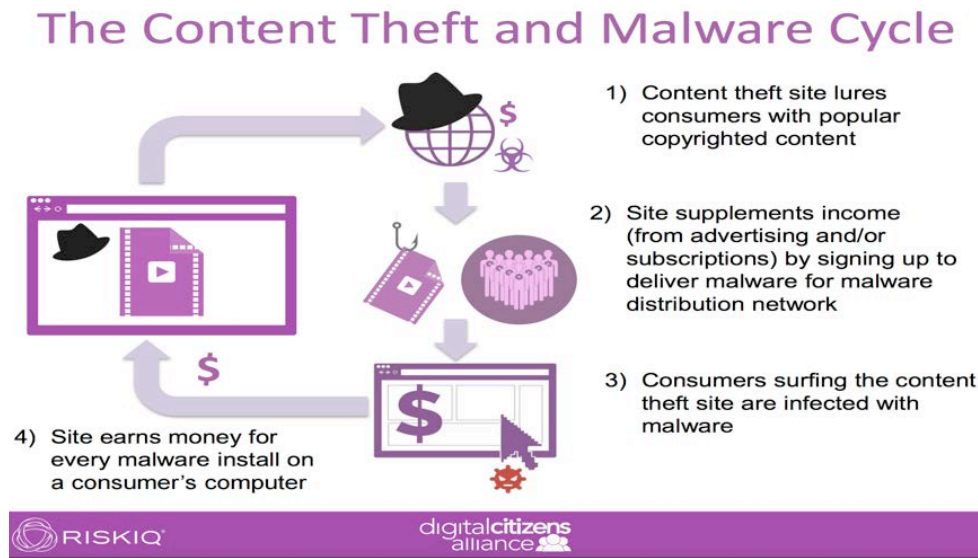 The Content Theft and Malware Cycle
1) Content theft site lures
consumers with popular
copyrighted content
$
2) Site supplements income
(from advertising and/or
subscriptions) by signing up to
deliver malware for malware
distribution network
$
$
3) Consumers surfing the content
theft site are infected with
malware
4) Site earns money for
every malware install on
a consumer's computer
RISKIQ®
digitalcitizens
alliance